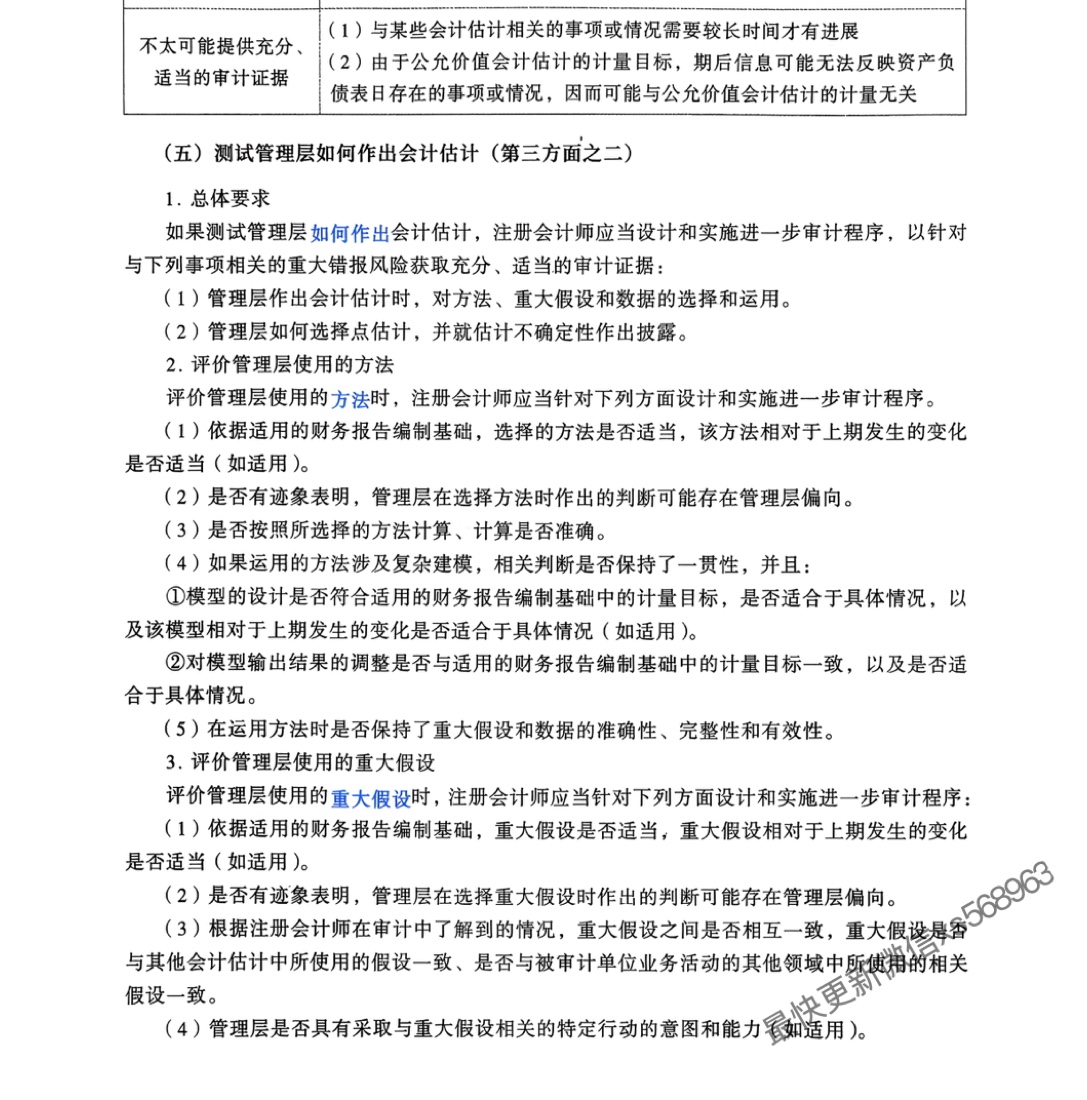 不太可能提供充分、
适当的审计证据
（1）与某些会计估计相关的事项或情况需要较长时间才有进展
（2）由于公允价值会计估计的计量目标，期后信息可能无法反映资产负
债表日存在的事项或情况，因而可能与公允价值会计估计的计量无关
（五）测试管理层如何作出会计估计（第三方面之二）
1. 总体要求
如果测试管理层如何作出会计估计，注册会计师应当设计和实施进一步审计程序，以针对
与下列事项相关的重大错报风险获取充分、适当的审计证据：
（1）管理层作出会计估计时，对方法、重大假设和数据的选择和运用。
（2）管理层如何选择点估计，并就估计不确定性作出披露。
2. 评价管理层使用的方法
评价管理层使用的方法时，注册会计师应当针对下列方面设计和实施进一步审计程序。
（1）依据适用的财务报告编制基础，选择的方法是否适当，该方法相对于上期发生的变化
是否适当（如适用）。
（2）是否有迹象表明，管理层在选择方法时作出的判断可能存在管理层偏向。
（3）是否按照所选择的方法计算、计算是否准确。
（4）如果运用的方法涉及复杂建模，相关判断是否保持了一贯性，并且：
①模型的设计是否符合适用的财务报告编制基础中的计量目标，是否适合于具体情况，以
及该模型相对于上期发生的变化是否适合于具体情况（如适用）。
②对模型输出结果的调整是否与适用的财务报告编制基础中的计量目标一致，以及是否适
合于具体情况。
（5）在运用方法时是否保持了重大假设和数据的准确性、完整性和有效性。
3. 评价管理层使用的重大假设
评价管理层使用的重大假设时，注册会计师应当针对下列方面设计和实施进一步审计程序：
（1）依据适用的财务报告编制基础，重大假设是否适当，重大假设相对于上期发生的变化
是否适当（如适用）。
（2）是否有迹象表明，管理层在选择重大假设时作出的判断可能存在管理层偏向。
（3）根据注册会计师在审计中了解到的情况，重大假设之间是否相互一致，重大假设是否
与其他会计估计中所使用的假设一致、是否与被审计单位业务活动的其他领域中所使用的相关
假设一致。
（4）管理层是否具有采取与重大假设相关的特定行动的意图和能力（如适用）。
最快更新微信
568963